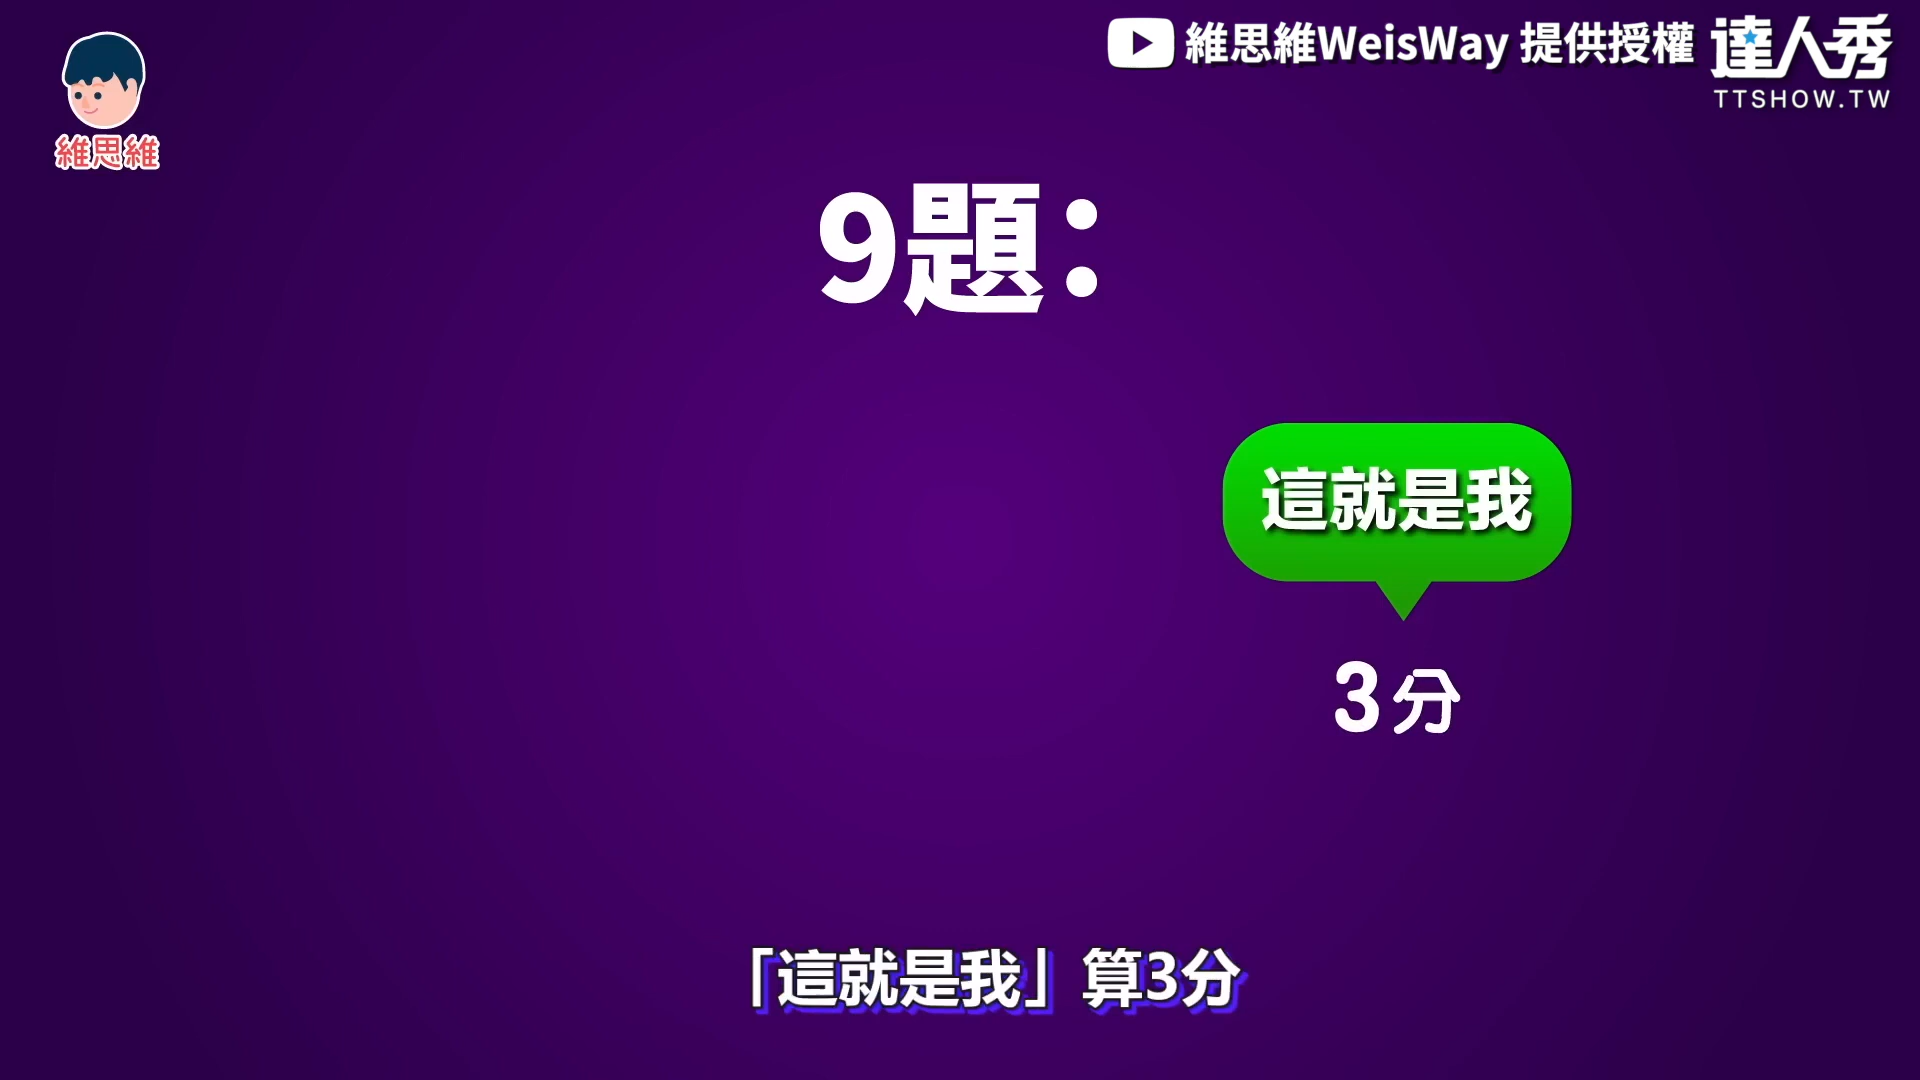 維思維WeisWay 提供授權
達人秀
TTSHOW.TW
維思維
9題：
這就是我
3分
「這就是我」算3分